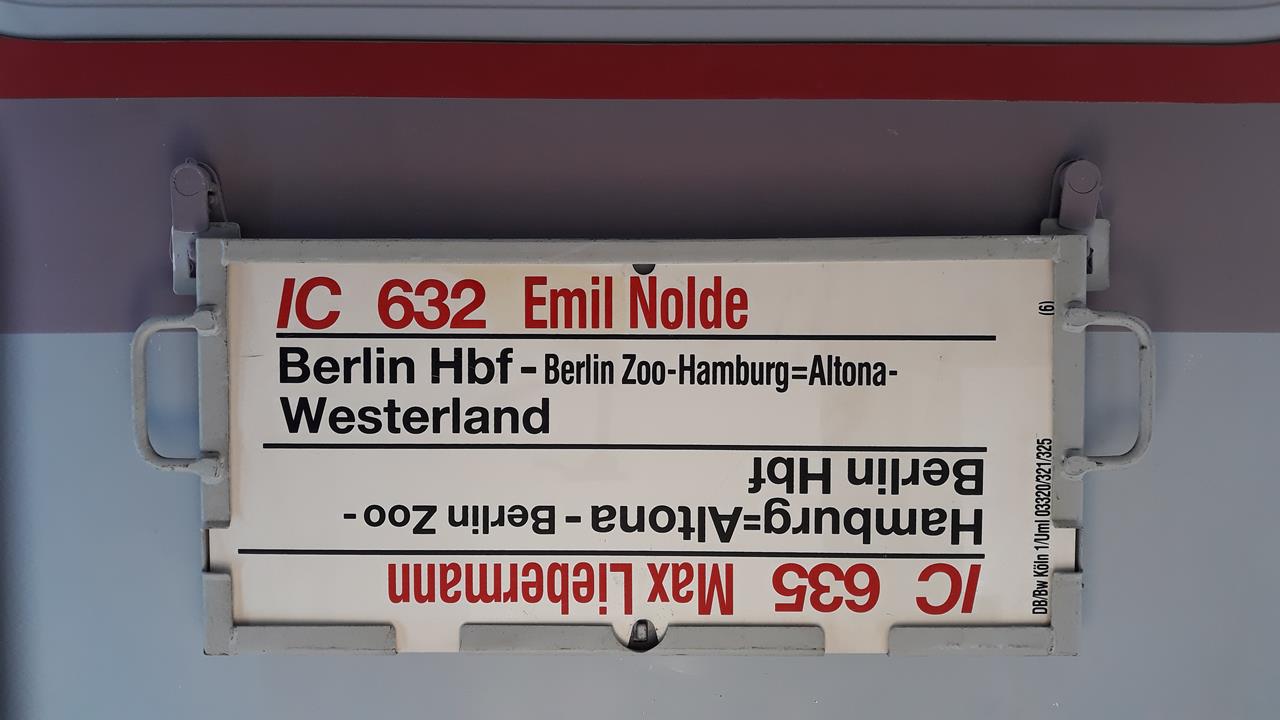 IC 632 Emil Nolde
Berlin Hbf - Berlin Zoo-Hamburg=Altona-
Westerland
IC 635 Max Liebermann
Hamburg=Altona - Berlin Zoo -
Berlin Hbf
(6)
DB/Bw Köln 1/Uml 03320/321/325